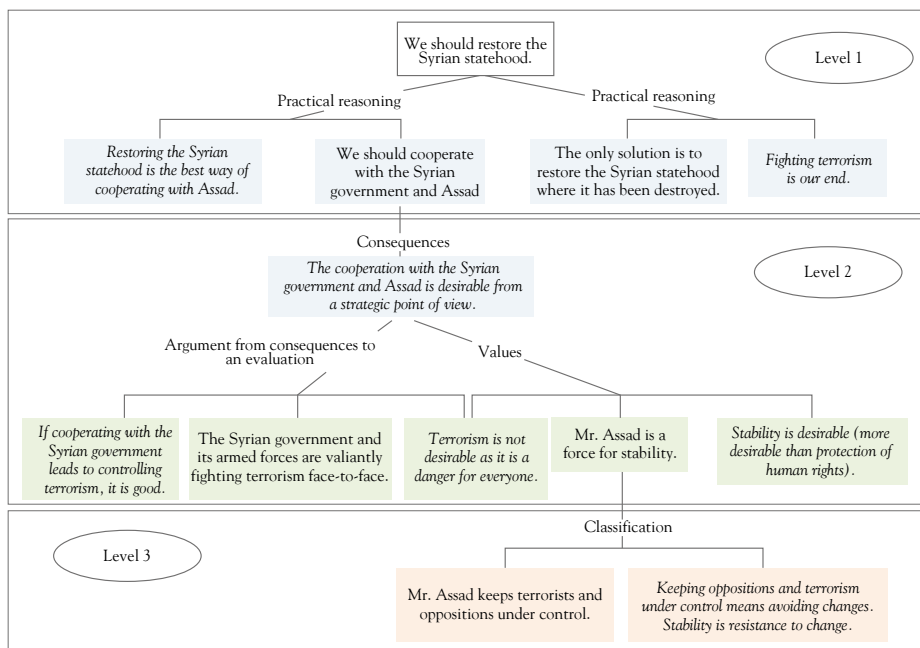 We should restore the
Syrian statehood.
Level 1
Practical reasoning
Practical reasoning
Restoring the Syrian
statehood is the best way of
cooperating with Assad.
We should cooperate
with the Syrian
government and Assad
The only solution is to
restore the Syrian statehood
where it has been destroyed.
Fighting terrorism
is our end.
Consequences
The cooperation with the Syrian
government and Assad is desirable from
a strategic point of view.
Level 2
Argument from consequences to
an evaluation
Values
If cooperating with the
Syrian government
leads to controlling
terrorism, it is good.
The Syrian government and
its armed forces are valiantly
fighting terrorism face-to-face.
Terrorism is not
desirable as it is a
danger for everyone.
Mr. Assad is a
force for stability.
Stability is desirable (more
desirable than protection of
human rights).
Level 3
Classification
Mr. Assad keeps terrorists and
oppositions under control.
Keeping oppositions and terrorism
under control means avoiding changes.
Stability is resistance to change.